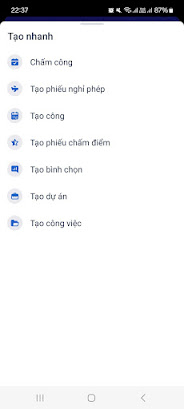 22:37
87%
Tạo nhanh
Chấm công
Tạo phiếu nghỉ phép
Tạo công
Tạo phiếu chấm điểm
Tạo bình chọn
Tạo dự án
Tạo công việc